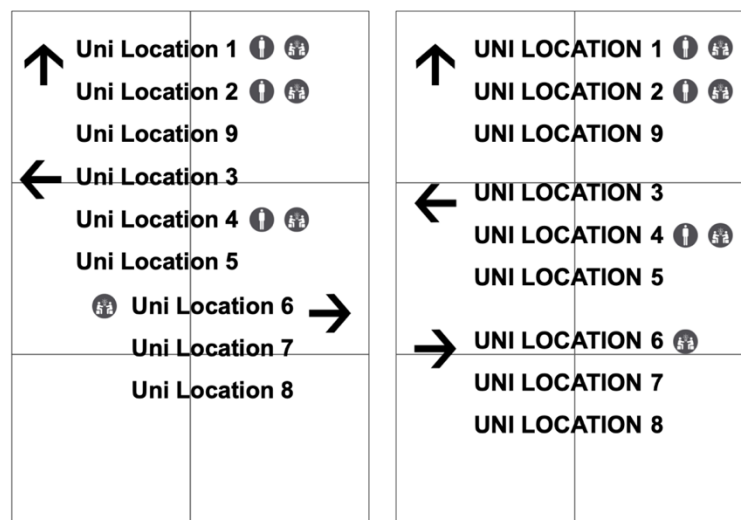 Uni Location 1
Uni Location 2
Uni Location 9
Uni Location 3
Uni Location 4
Uni Location 5
Uni Location 6
Uni Location 7
Uni Location 8
UNI LOCATION 1
UNI LOCATION 2
UNI LOCATION 9
UNI LOCATION 3
UNI LOCATION 4
UNI LOCATION 5
UNI LOCATION 6
UNI LOCATION 7
UNI LOCATION 8